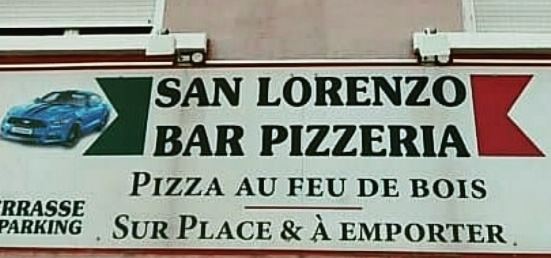 SAN LORENZO
BAR PIZZERIA
PIZZA AU FEU DE BOIS
SUR PLACE & À EMPORTER
PARKING